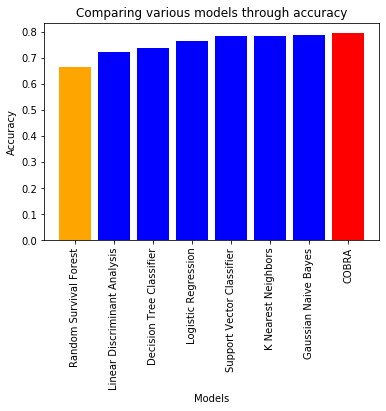 Comparing various models through accuracy
0.8
0.7
0.6
0.5
0.4
0.3
0.2
0.1
0.0
Accuracy
Random Survival Forest
Linear Discriminant Analysis
Decision Tree Classifier
Logistic Regression
Support Vector Classifier
K Nearest Neighbors
Gaussian Naive Bayes
COBRA
Models